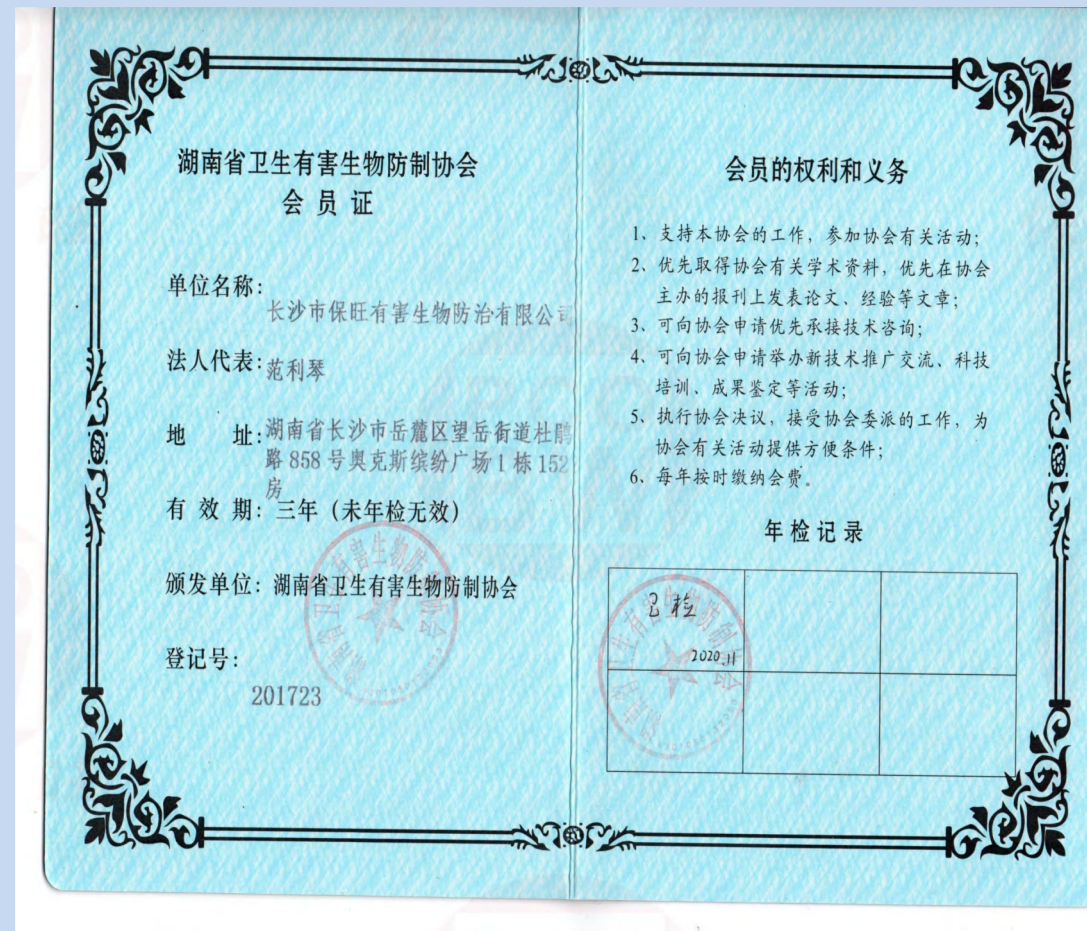 湖南省卫生有害生物防制协会
会员证
单位名称：
长沙市保旺有害生物防治有限公司
法人代表：范利琴
地 址：湖南省长沙市岳麓区望岳街道杜鹃
路858号奥克斯缤纷广场1栋152
房
有 效 期：三年（未年检无效）
颁发单位：湖南省卫生有害生物防制协会
登记号：
201723
会员的权利和义务
1、支持本协会的工作，参加协会有关活动；
2、优先取得协会有关学术资料，优先在协会
主办的报刊上发表论文、经验等文章；
3、可向协会申请优先承接技术咨询；
4、可向协会申请举办新技术推广交流、科技
培训、成果鉴定等活动；
5、执行协会决议，接受协会委派的工作，为
协会有关活动提供方便条件；
6、每年按时缴纳会费。
年检记录
已检
2020.11